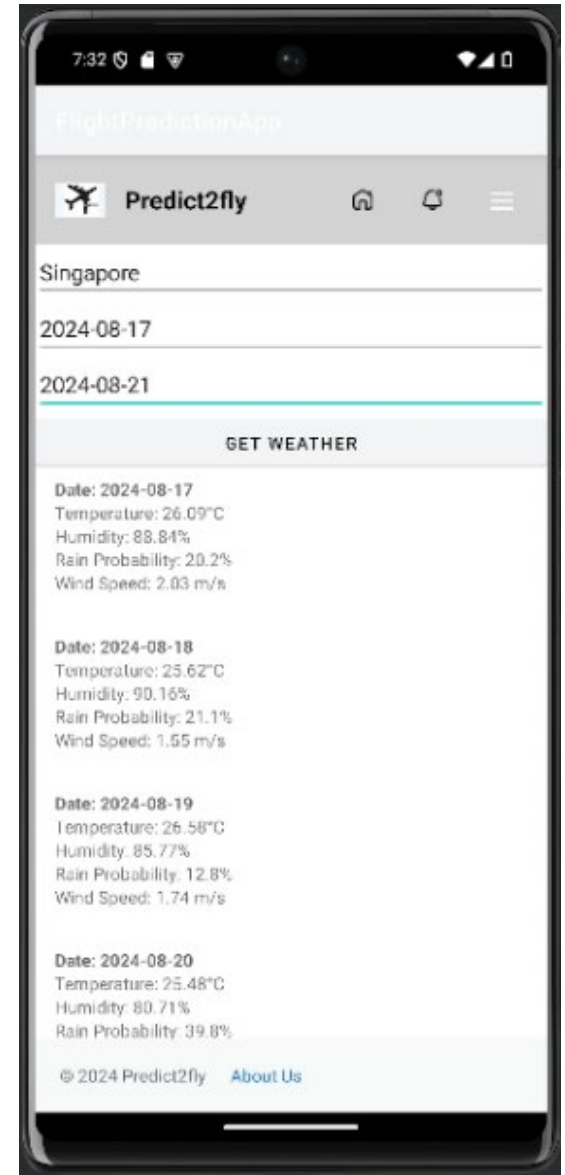 7:32
FlightPredictionApp
Predict2fly
Singapore
2024-08-17
2024-08-21
GET WEATHER
Date: 2024-08-17
Temperature: 26.09°C
Humidity: 88.84%
Rain Probability: 20.2%
Wind Speed: 2.03 m/s
Date: 2024-08-18
Temperature: 25.62°C
Humidity: 90.16%
Rain Probability: 21.1%
Wind Speed: 1.55 m/s
Date: 2024-08-19
Temperature: 26.58°C
Humidity: 85.77%
Rain Probability: 12.8%
Wind Speed: 1.74 m/s
Date: 2024-08-20
Temperature: 25.48°C
Humidity: 80.71%
Rain Probability: 39.8%
© 2024 Predict2fly About Us